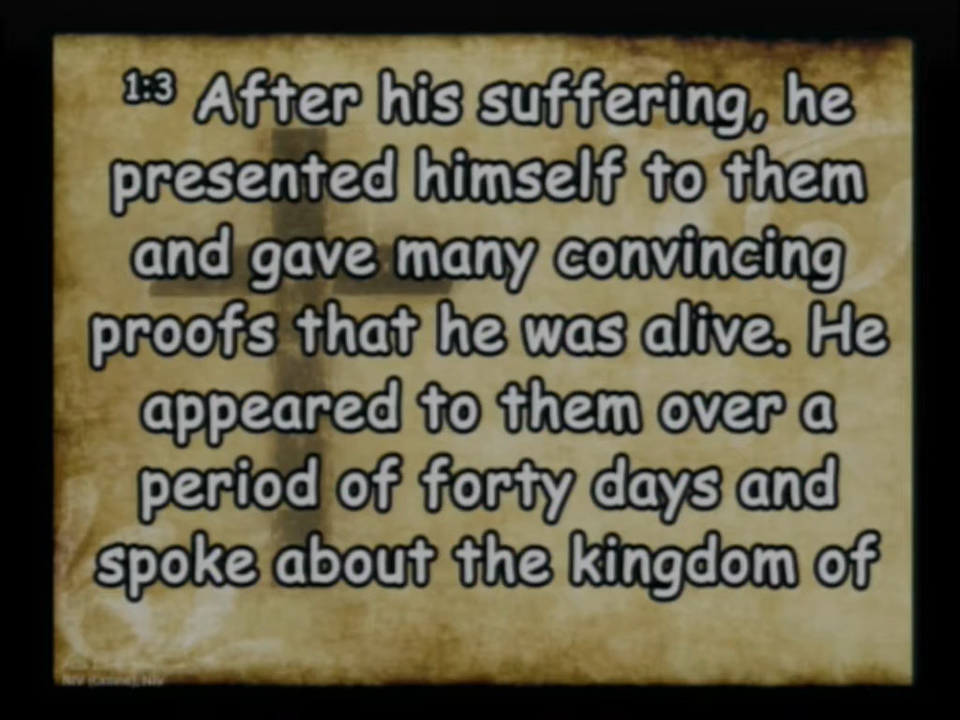 1:3 After his suffering, he
presented himself to them
and gave many convincing
proofs that he was alive. He
appeared to them over a
period of forty days and
spoke about the kingdom of
NIV